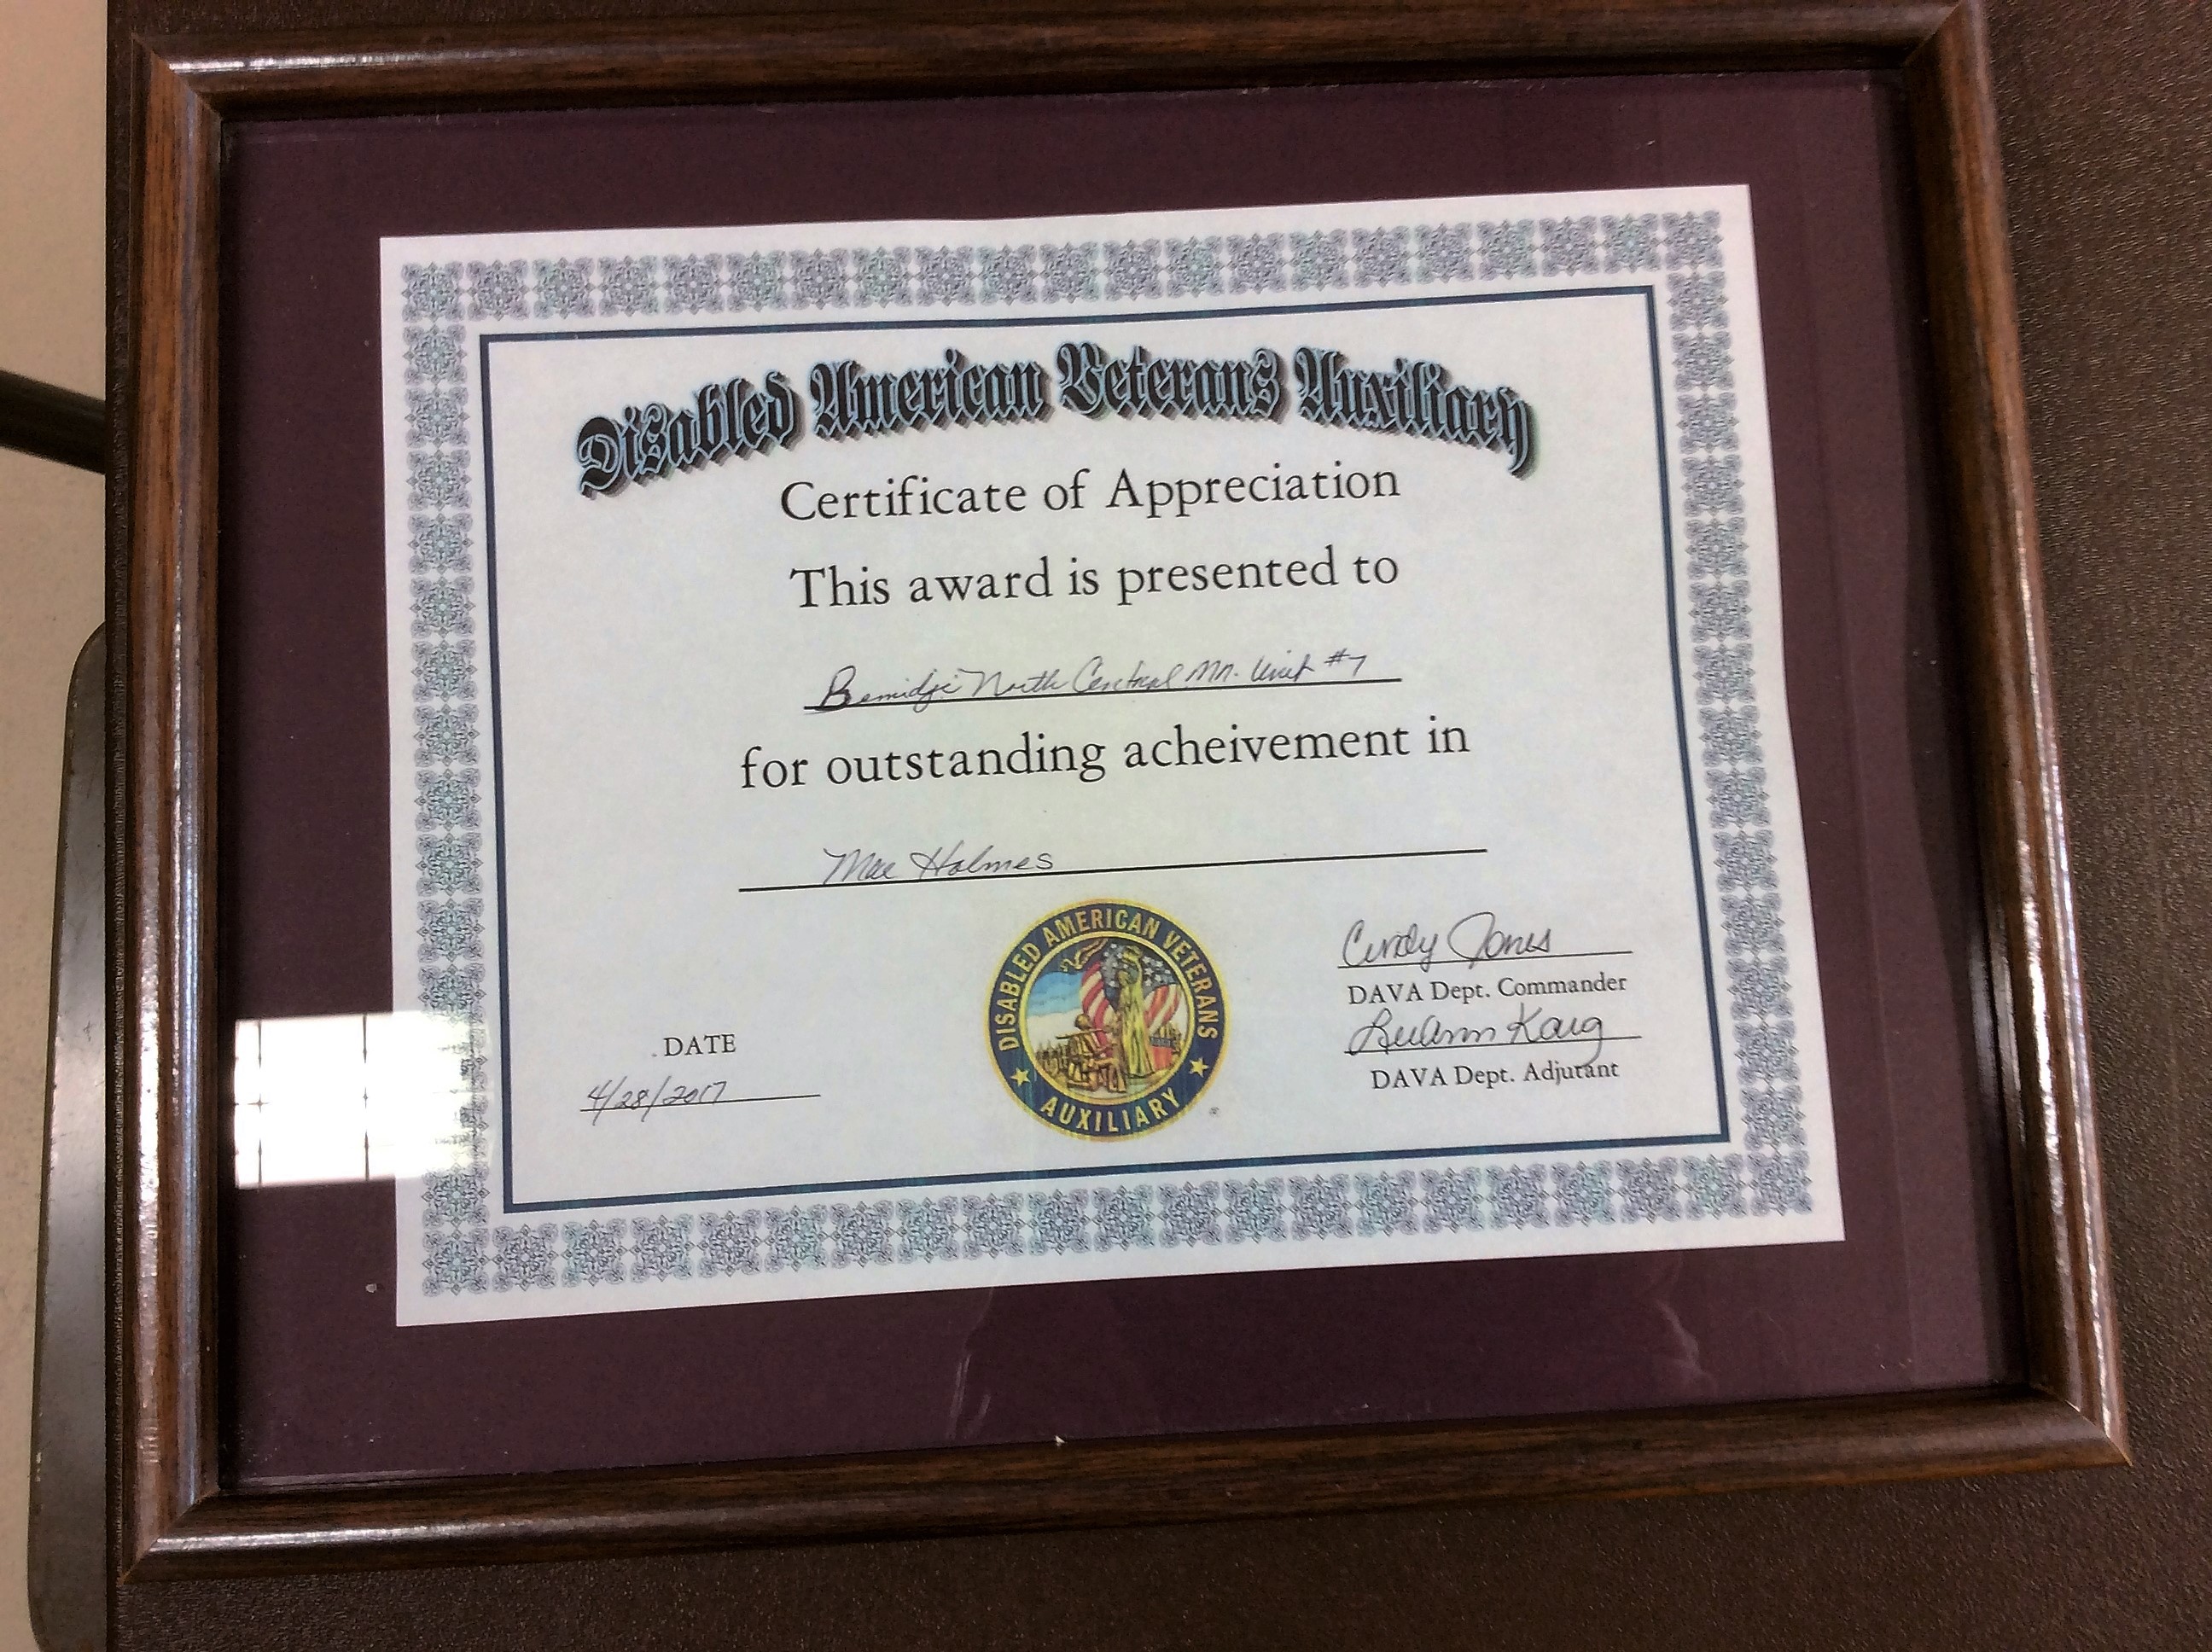 Disabled American Veterans Auxiliary
Certificate of Appreciation
This award is presented to
Bemidji North Central Mn. Unit #7
for outstanding acheivement in
Mae Holmes
DISABLED AMERICAN VETERANS
AUXILIARY
Cindy Jones
DAVA Dept. Commander
LuAnn Karg
DAVA Dept. Adjutant
DATE
4/28/2017